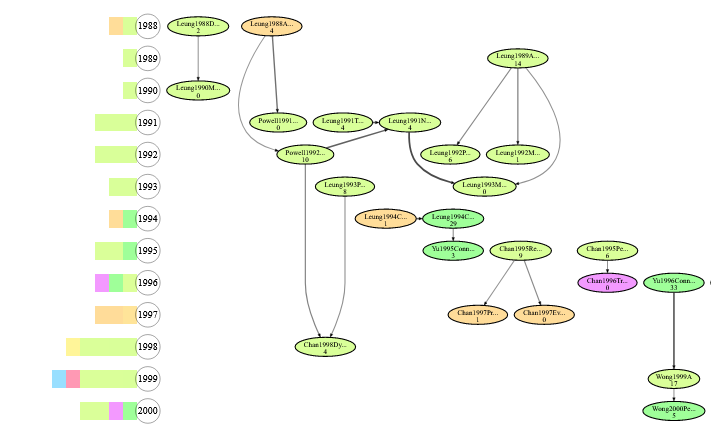 1988
Leung1988D...
2
Leung1988A...
4
1989
Leung1989A...
14
1990
Leung1990M...
0
1991
Powell1991...
0
Leung1991T...
4
Leung1991N...
4
1992
Powell1992...
10
Leung1992P...
6
Leung1992M...
1
1993
Leung1993P...
8
Leung1993M...
0
1994
Leung1994C...
1
Leung1994C...
29
1995
Yu1995Conn...
3
Chan1995Re...
9
Chan1995Pe...
6
1996
Chan1996Tr...
0
Yu1996Conn...
33
1997
Chan1997Pr...
1
Chan1997Ev...
0
1998
Chan1998Dy...
4
1999
Wong1999A
17
2000
Wong2000Pe...
5